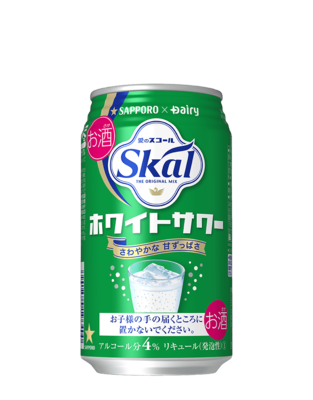 ★SAPPORO × Dairy
お酒
愛のスコール
Skal
THE ORIGINAL MIX
ホワイトサワー
さわやかな 甘ずっぱさ
お子様の手の届くところに
置かないでください。
お酒
アルコール分4% リキュール(発泡性)①